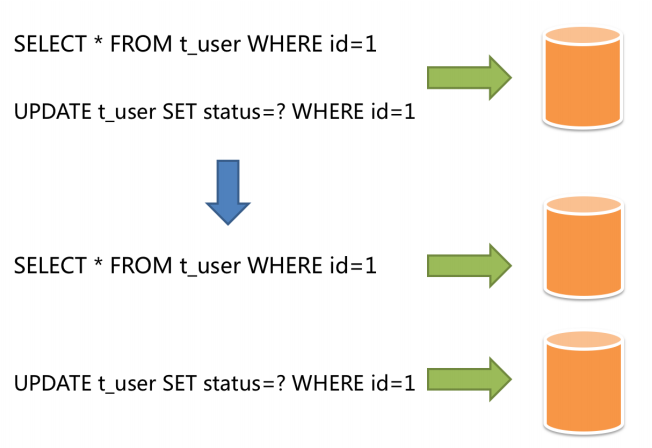 SELECT * FROM t_user WHERE id=1
UPDATE t_user SET status=? WHERE id=1
SELECT * FROM t_user WHERE id=1
UPDATE t_user SET status=? WHERE id=1